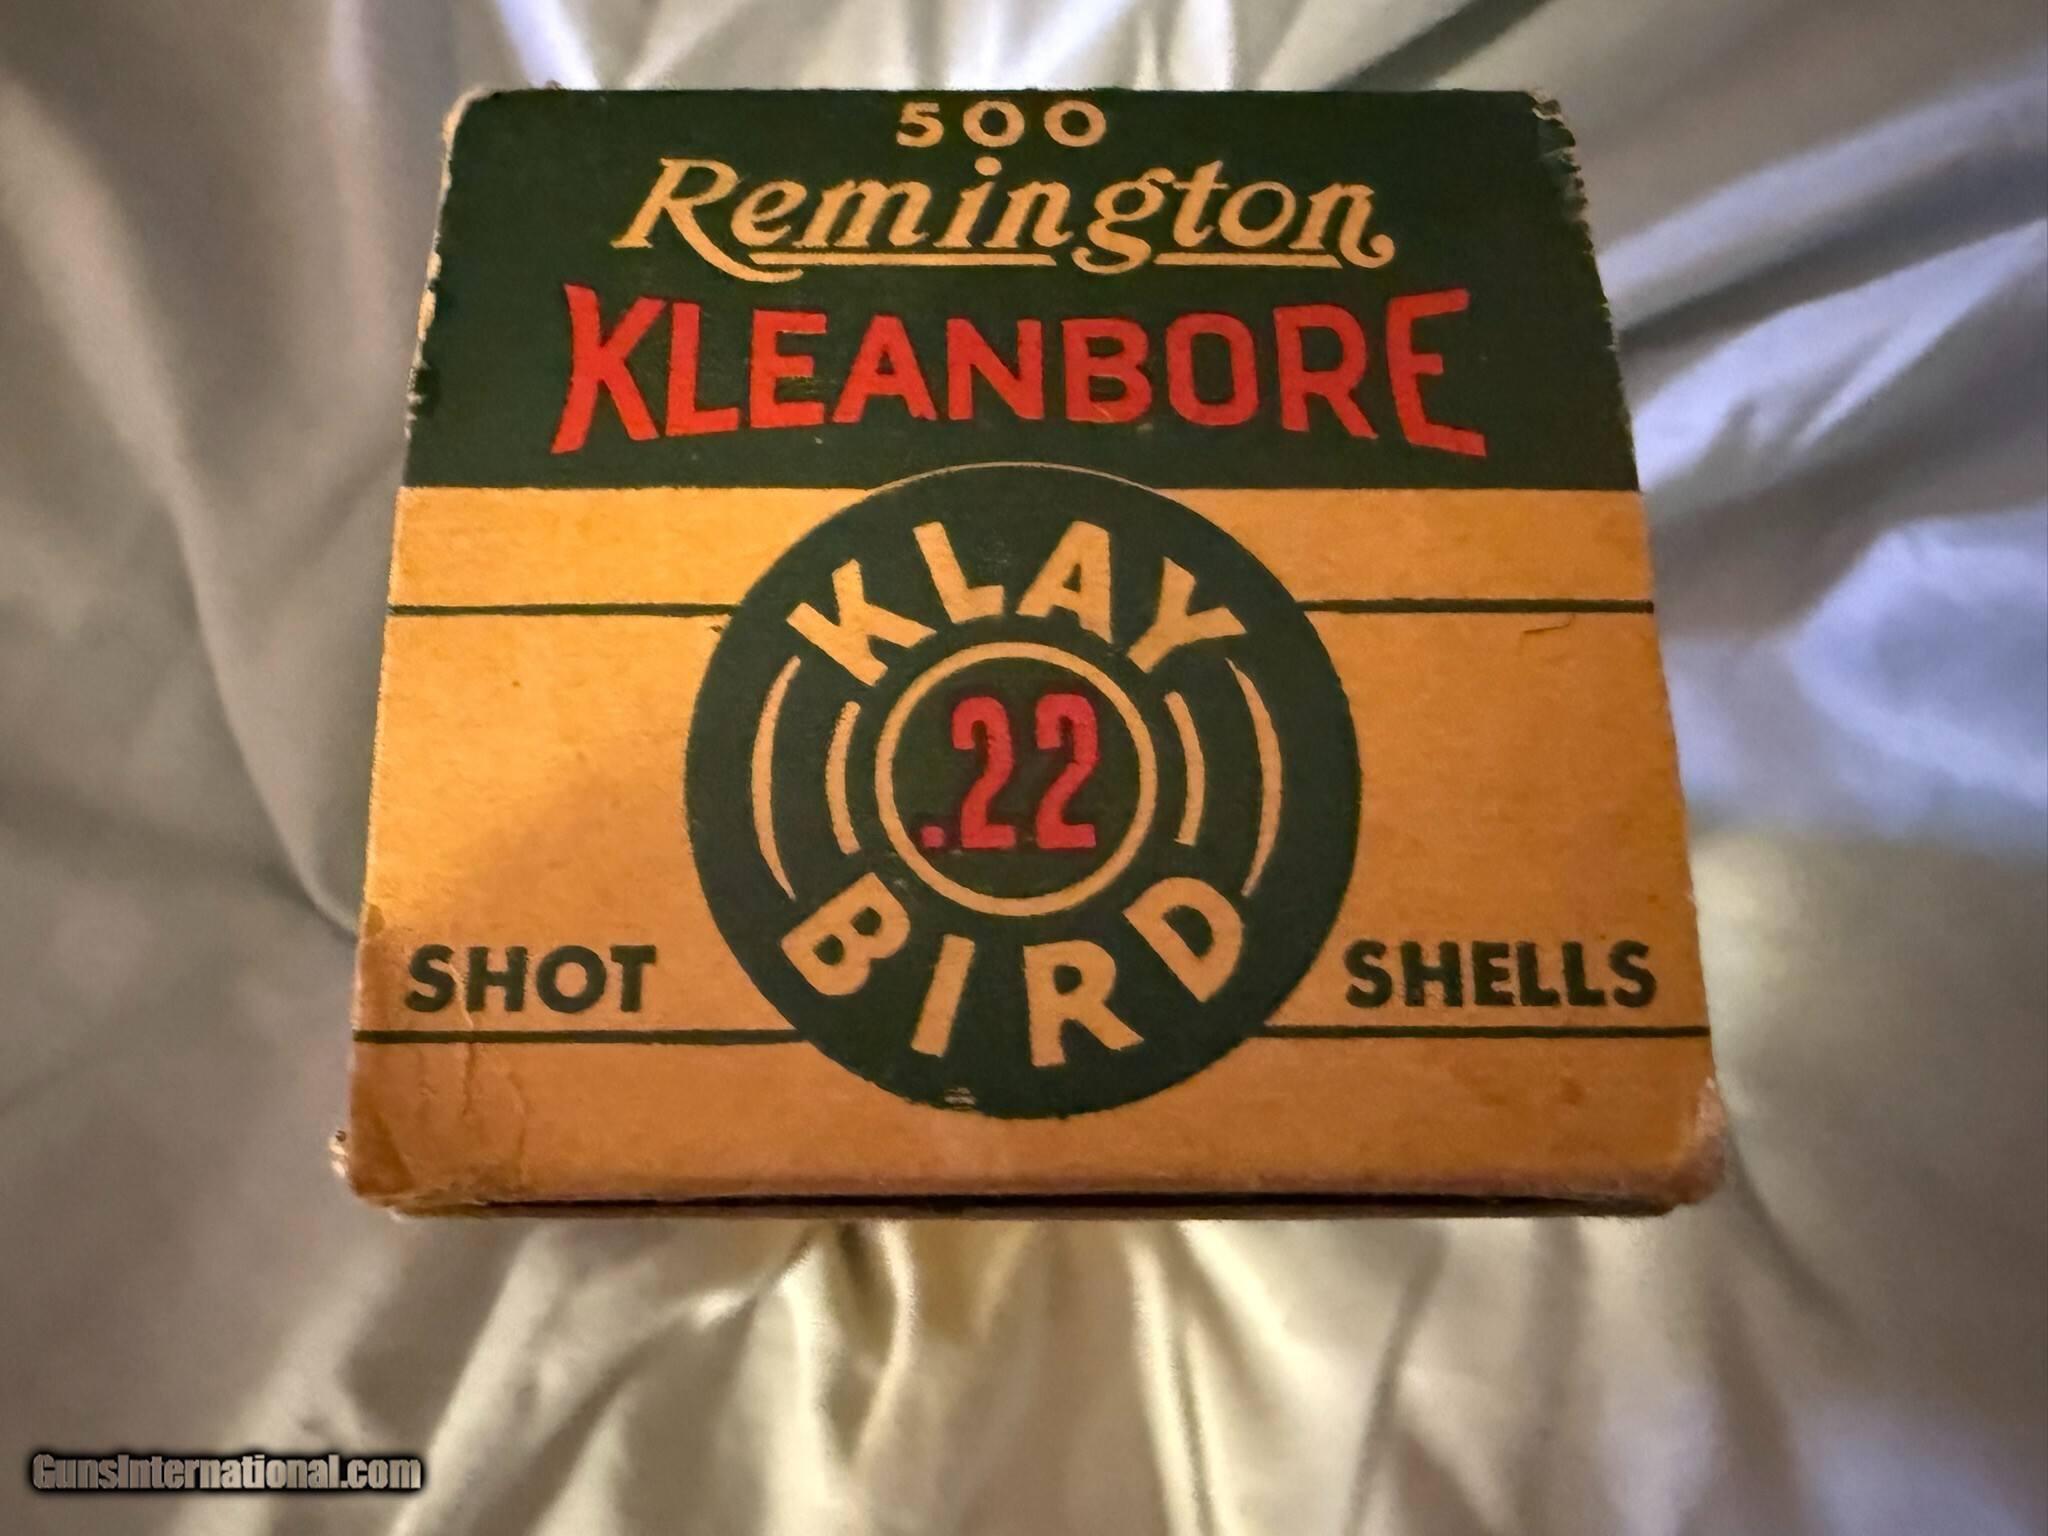 500
Remington
KLEANBORE
KLAY
.22
BIRD
SHOT SHELLS
GunsInternational.com